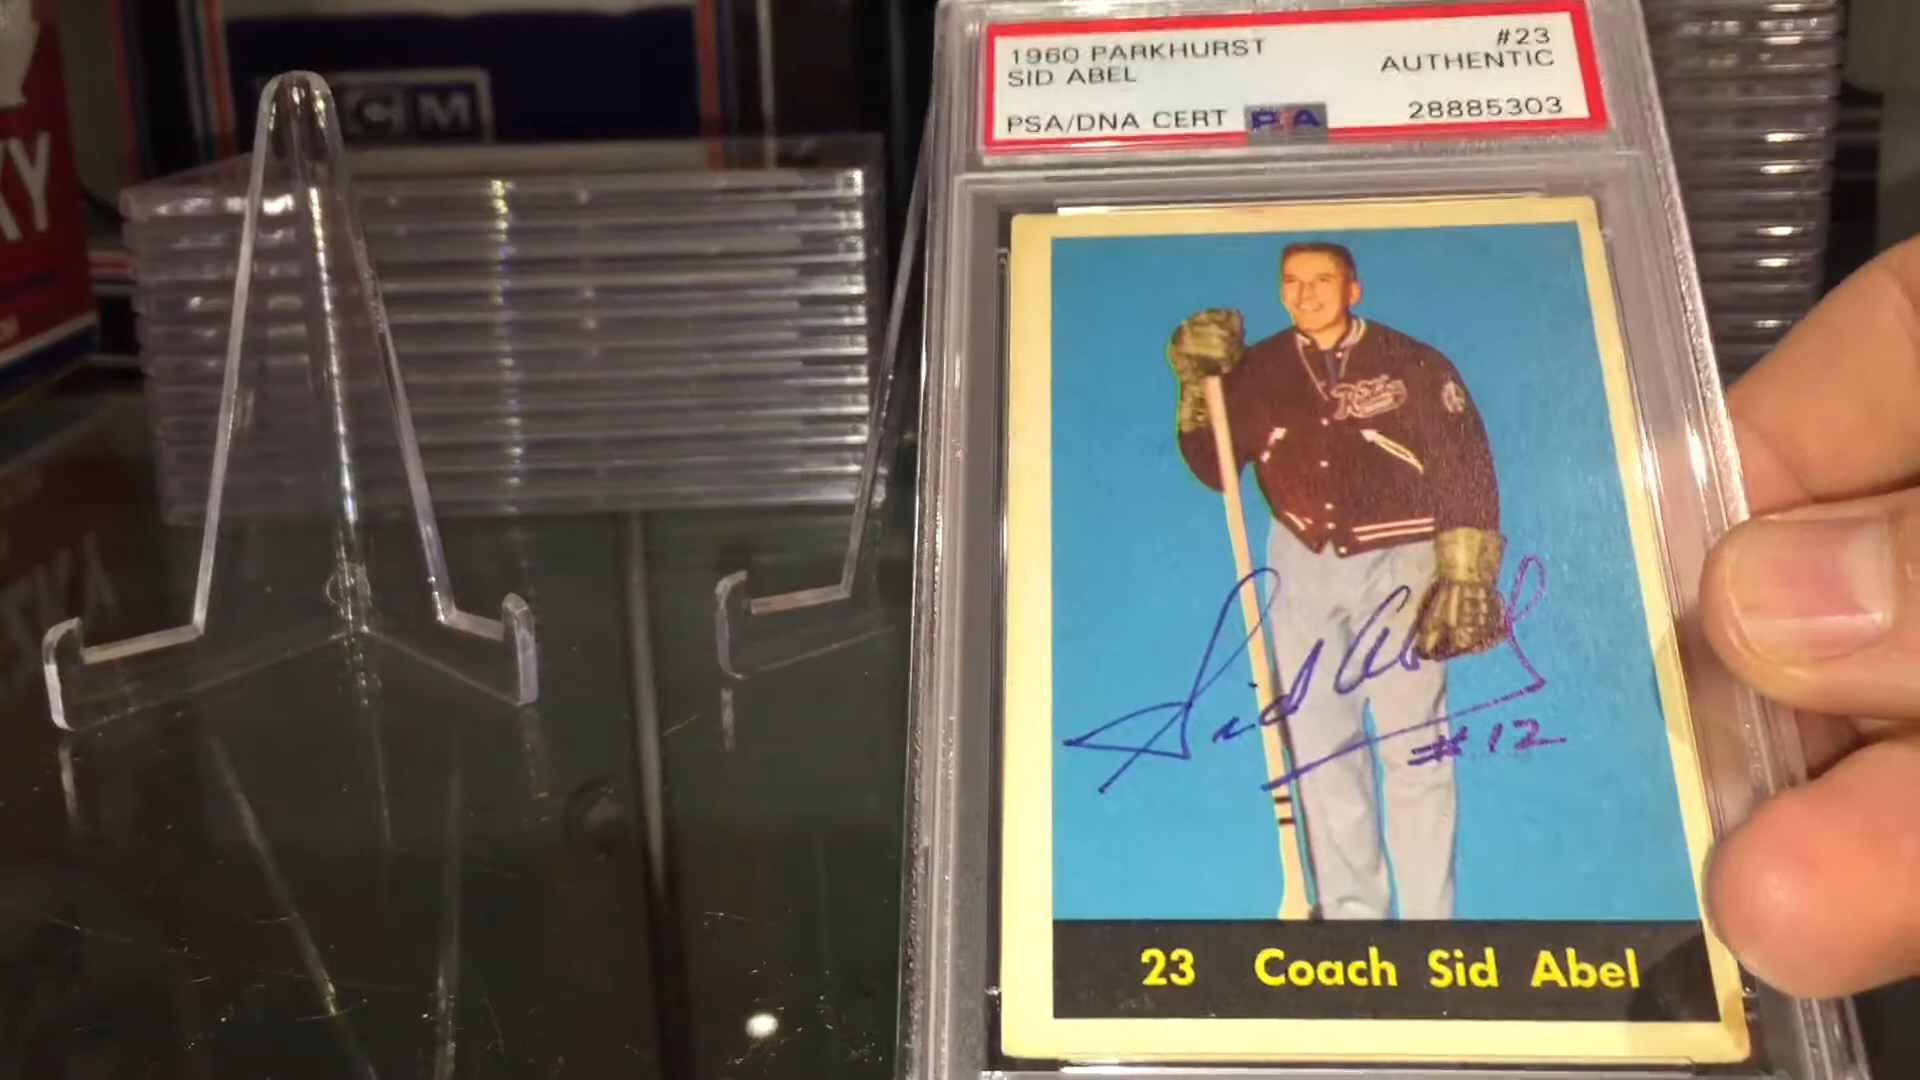 1960 PARKHURST
#23
SID ABEL
AUTHENTIC
PSA/DNA CERT
PSA
28885303
CCM
KY
Sid Abel
#12
23 Coach Sid Abel